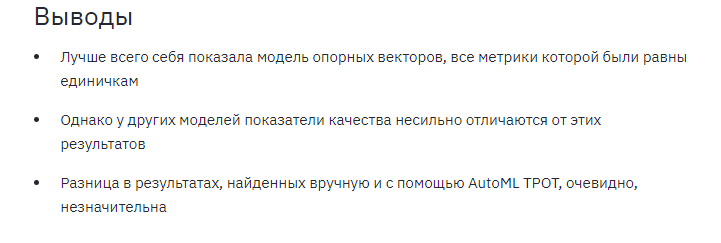 Выводы
• Лучше всего себя показала модель опорных векторов, все метрики которой были равны
единичкам
• Однако у других моделей показатели качества несильно отличаются от этих
результатов
• Разница в результатах, найденных вручную и с помощью AutoML TPOT, очевидно,
незначительна